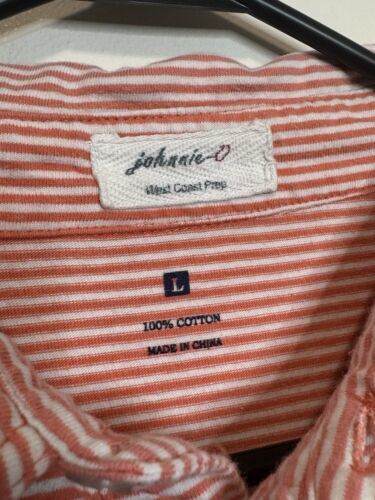 johnnie-O
West Coast Prep
L
100% COTTON
MADE IN CHINA